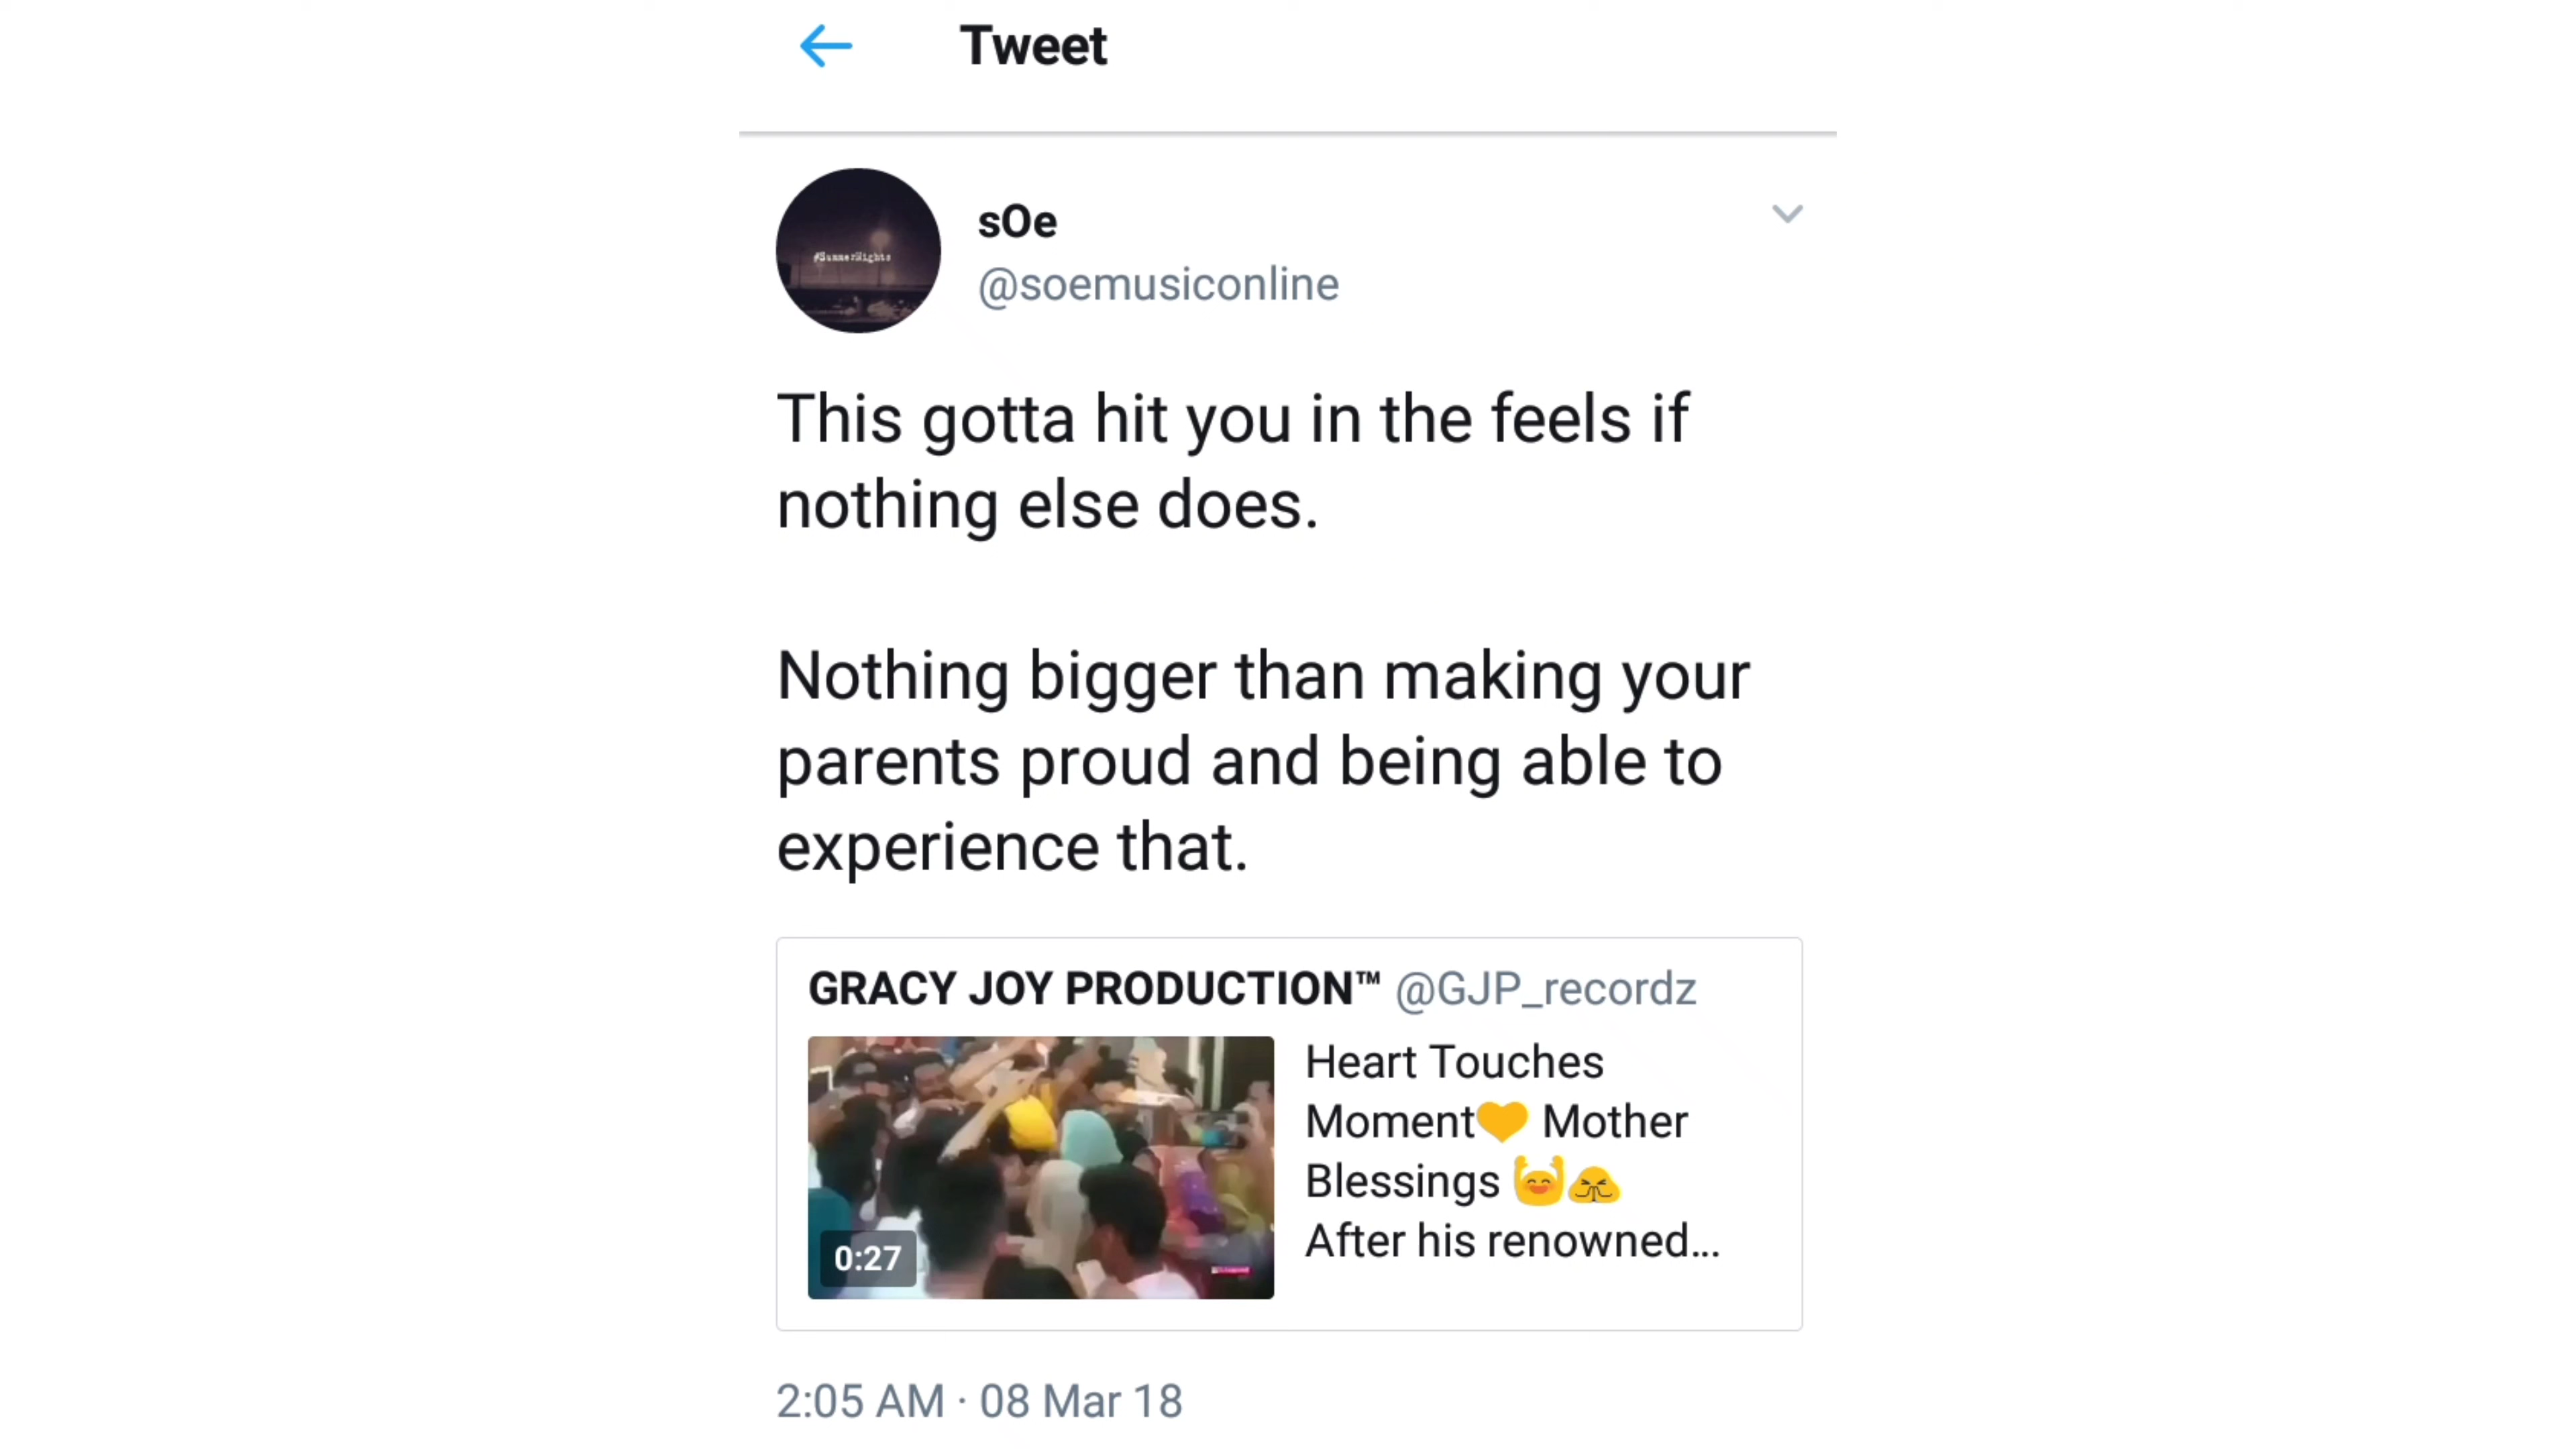 Tweet
#SummerNights
sOe
@soemusiconline
This gotta hit you in the feels if
nothing else does.
Nothing bigger than making your
parents proud and being able to
experience that.
GRACY JOY PRODUCTION™ @GJP_recordz
Heart Touches
Moment💛 Mother
Blessings 🙌🙏
After his renowned...
0:27
2:05 AM · 08 Mar 18